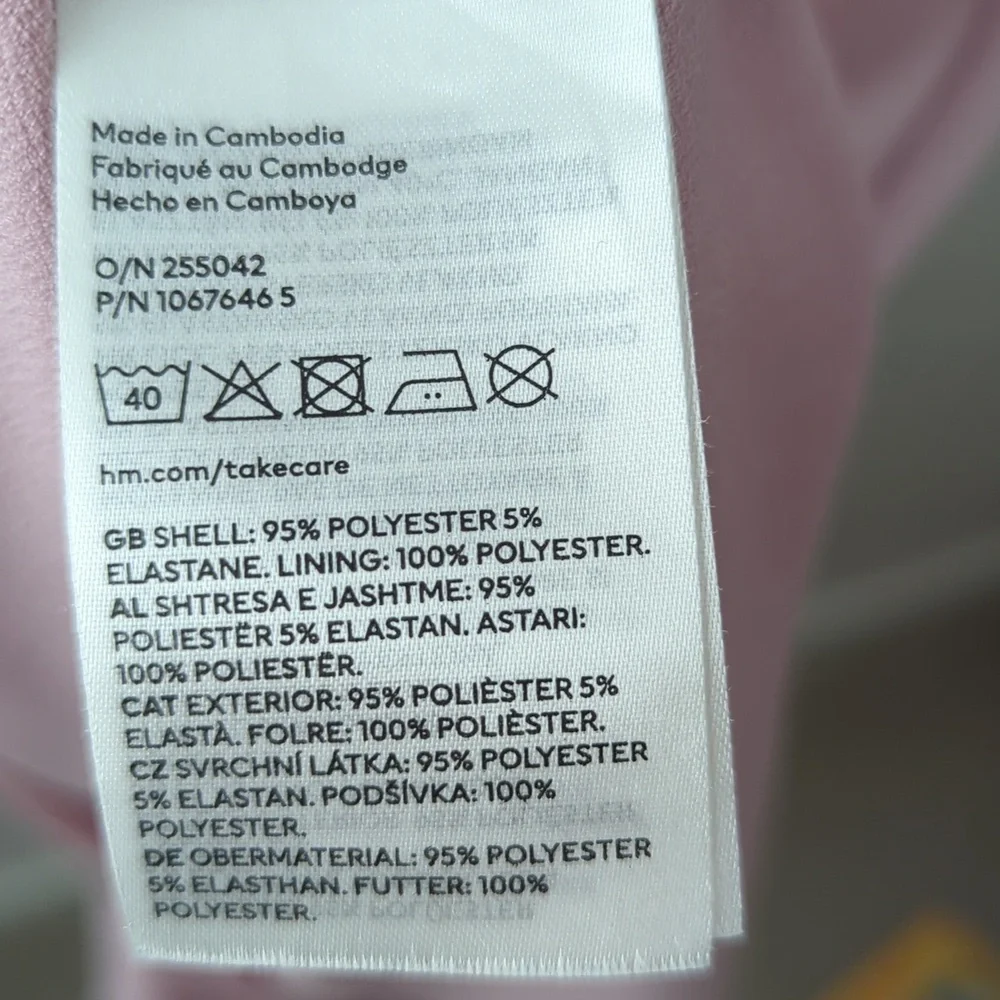 Made in Cambodia
Fabriqué au Cambodge
Hecho en Camboya
O/N 255042
P/N 1067646 5
40
hm.com/takecare
GB SHELL: 95% POLYESTER 5%
ELASTANE. LINING: 100% POLYESTER.
AL SHTRESA E JASHTME: 95%
POLIESTËR 5% ELASTAN. ASTARI:
100% POLIESTËR.
CAT EXTERIOR: 95% POLIÈSTER 5%
ELASTÀ. FOLRE: 100% POLIÈSTER.
CZ SVRCHNÍ LÁTKA: 95% POLYESTER
5% ELASTAN. PODŠÍVKA: 100%
POLYESTER.
DE OBERMATERIAL: 95% POLYESTER
5% ELASTHAN. FUTTER: 100%
POLYESTER.